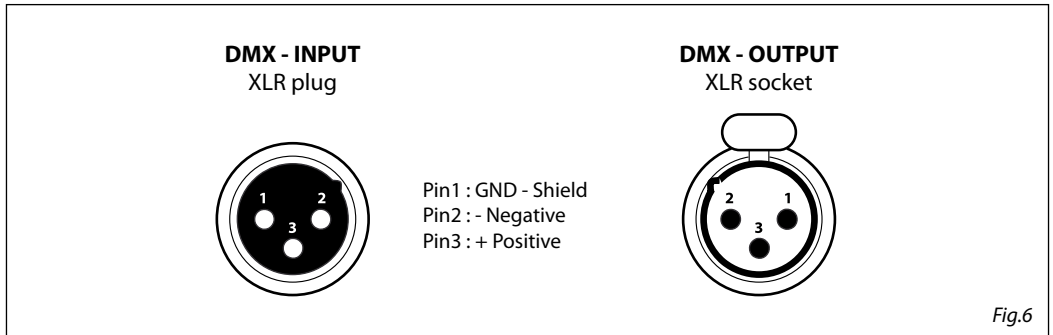 DMX - INPUT
XLR plug
1 2
3
Pin1 : GND - Shield
Pin2 : - Negative
Pin3 : + Positive
DMX - OUTPUT
XLR socket
2 1
3
Fig.6